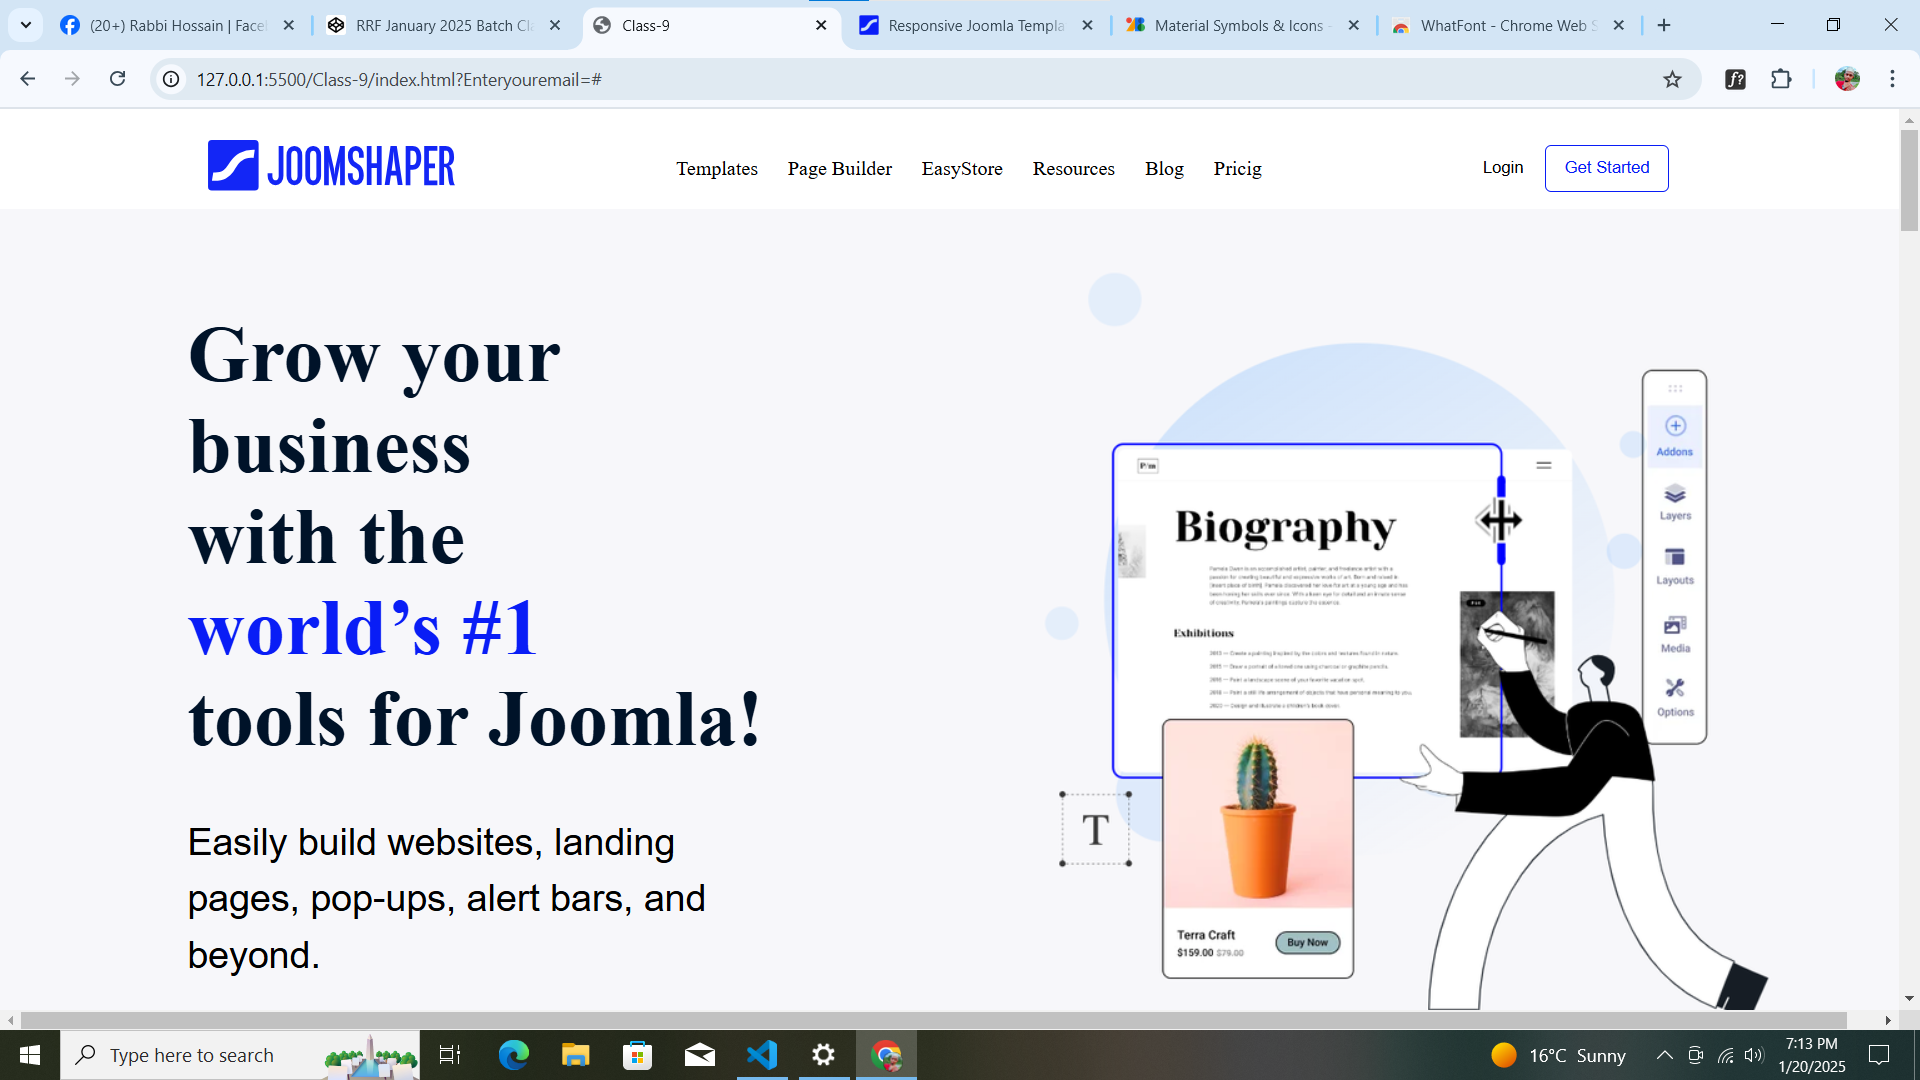 (20+) Rabbi Hossain | Face
RRF January 2025 Batch Cl
Class-9
Responsive Joomla Templa
Material Symbols & Icons -
WhatFont - Chrome Web S
127.0.0.1:5500/Class-9/index.html?Enteryouremail=#
f?
JOOMSHAPER
Templates
Page Builder
EasyStore
Resources
Blog
Pricig
Login
Get Started
Grow your
business
with the
world’s #1
tools for Joomla!
Easily build websites, landing
pages, pop-ups, alert bars, and
beyond.
Addons
Layers
Layouts
Media
Options
Biography
Exhibitions
T
Terra Craft
$159.00 $79.00
Buy Now
Type here to search
16°C Sunny
7:13 PM
1/20/2025